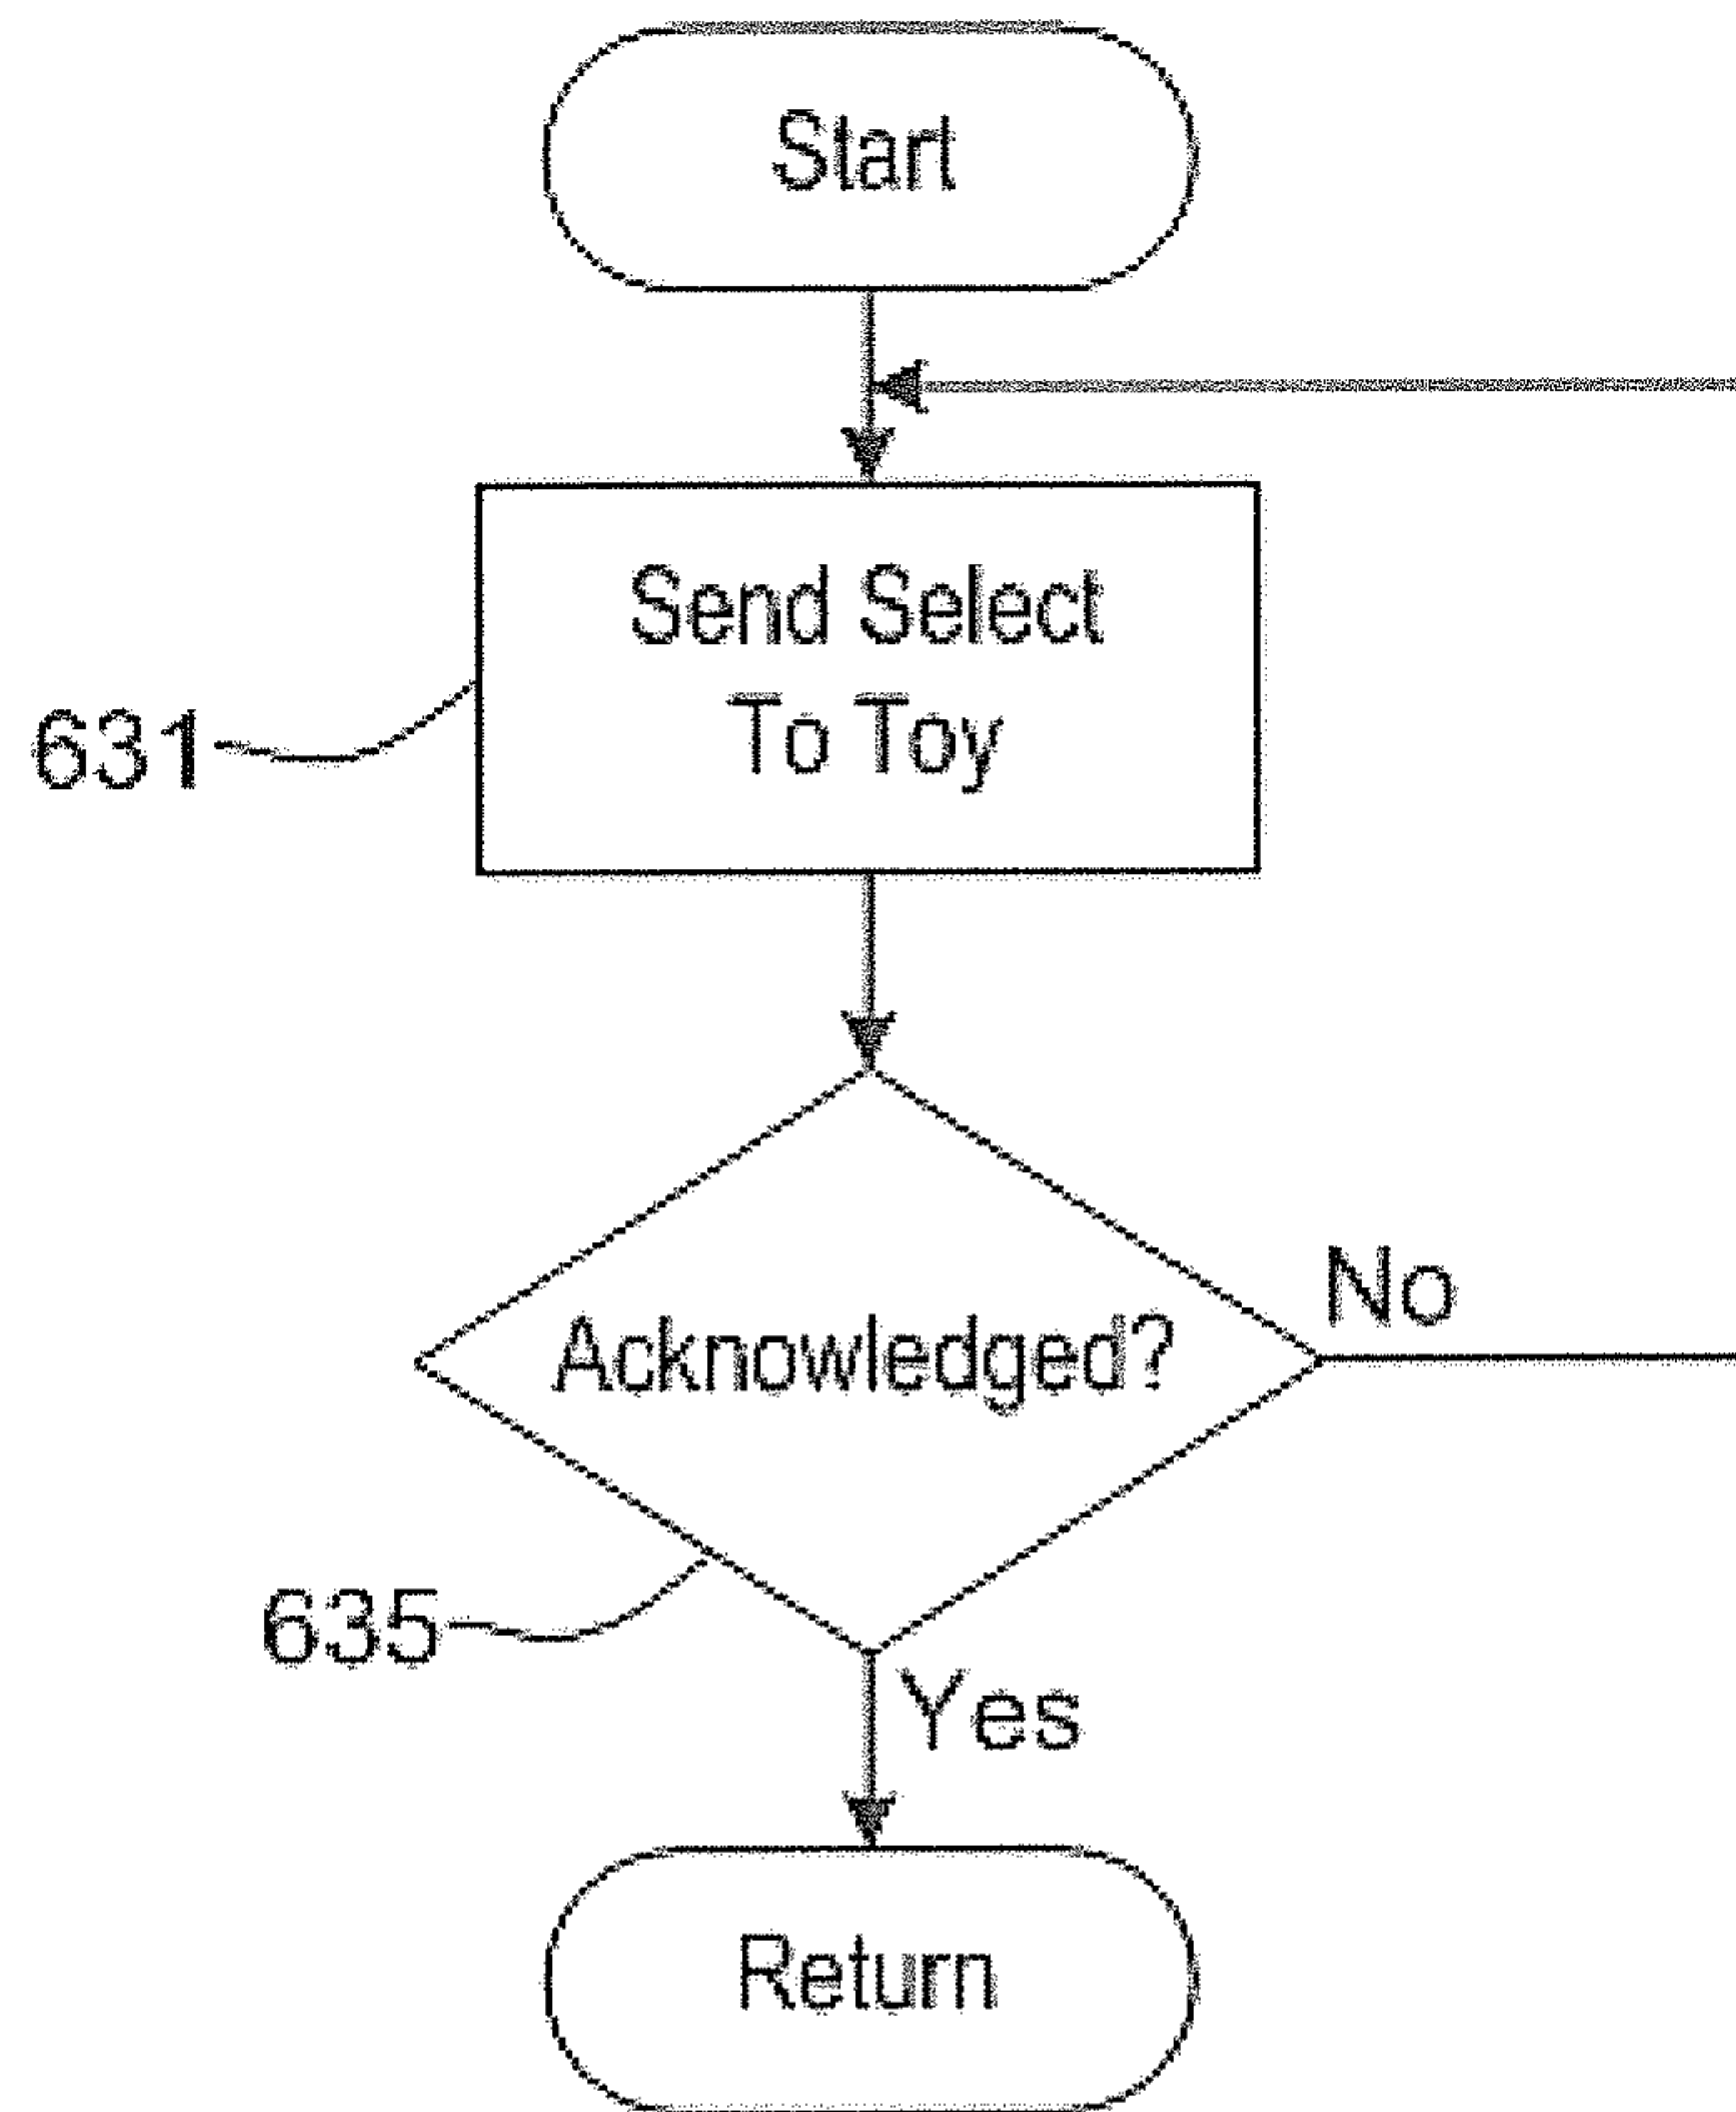 Start
Send Select
To Toy
631
Acknowledged?
No
635
Yes
Return